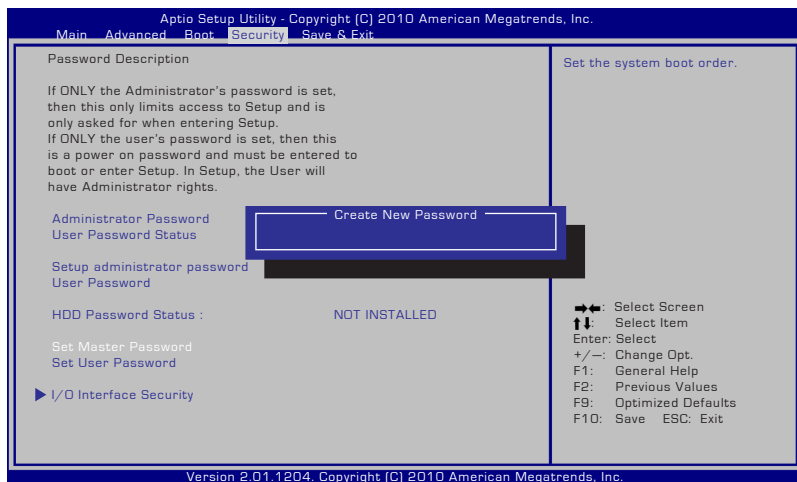 Aptio Setup Utility - Copyright (C) 2010 American Megatrends, Inc.
Main Advanced Boot Security Save & Exit
Password Description
If ONLY the Administrator's password is set,
then this only limits access to Setup and is
only asked for when entering Setup.
If ONLY the user's password is set, then this
is a power on password and must be entered to
boot or enter Setup. In Setup, the User will
have Administrator rights.
Administrator Password
User Password Status
Create New Password
Setup administrator password
User Password
HDD Password Status : NOT INSTALLED
Set Master Password
Set User Password
I/O Interface Security
Set the system boot order.
→←: Select Screen
↑↓: Select Item
Enter: Select
+/—: Change Opt.
F1: General Help
F2: Previous Values
F9: Optimized Defaults
F10: Save ESC: Exit
Version 2.01.1204. Copyright (C) 2010 American Megatrends, Inc.